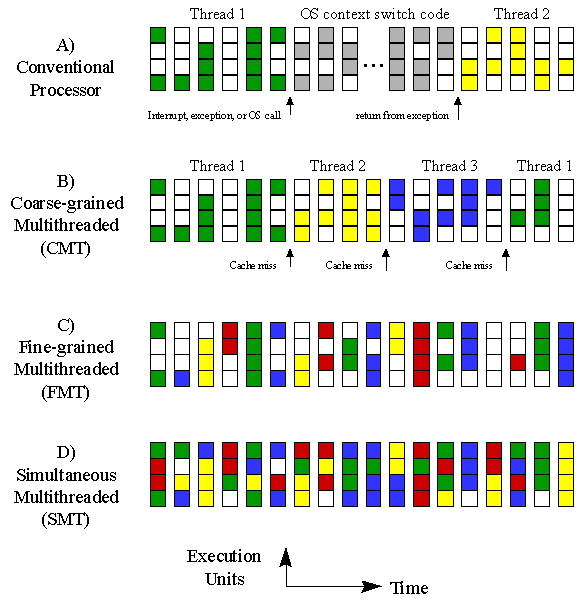 Thread 1 OS context switch code Thread 2
A)
Conventional
Processor
...
Interrupt, exception, or OS call return from exception
Thread 1 Thread 2 Thread 3 Thread 1
B)
Coarse-grained
Multithreaded
(CMT)
Cache miss Cache miss Cache miss
C)
Fine-grained
Multithreaded
(FMT)
D)
Simultaneous
Multithreaded
(SMT)
Execution
Units
Time